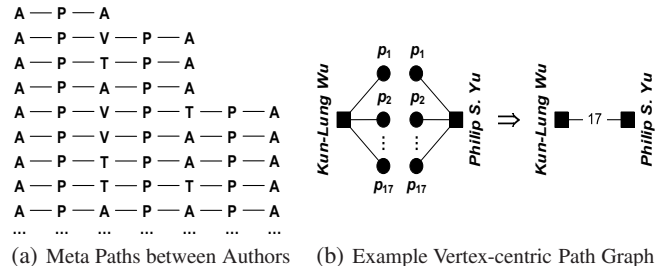 A — P — A
A — P — V — P — A
A — P — T — P — A
A — P — A — P — A
A — P — V — P — T — P — A
A — P — V — P — A — P — A
A — P — T — P — A — P — A
A — P — T — P — T — P — A
A — P — A — P — A — P — A
... ... ... ... ... ... ...
(a) Meta Paths between Authors
Kun-Lung Wu
p1 p1
p2 p2
⋮ ⋮
p17 p17
Philip S. Yu
⇒
Kun-Lung Wu
17
Philip S. Yu
(b) Example Vertex-centric Path Graph